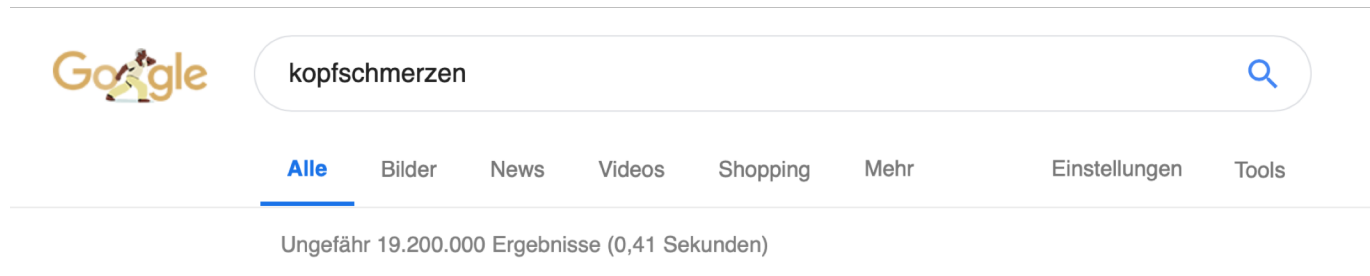 Google kopfschmerzen
Alle Bilder News Videos Shopping Mehr Einstellungen Tools
Ungefähr 19.200.000 Ergebnisse (0,41 Sekunden)